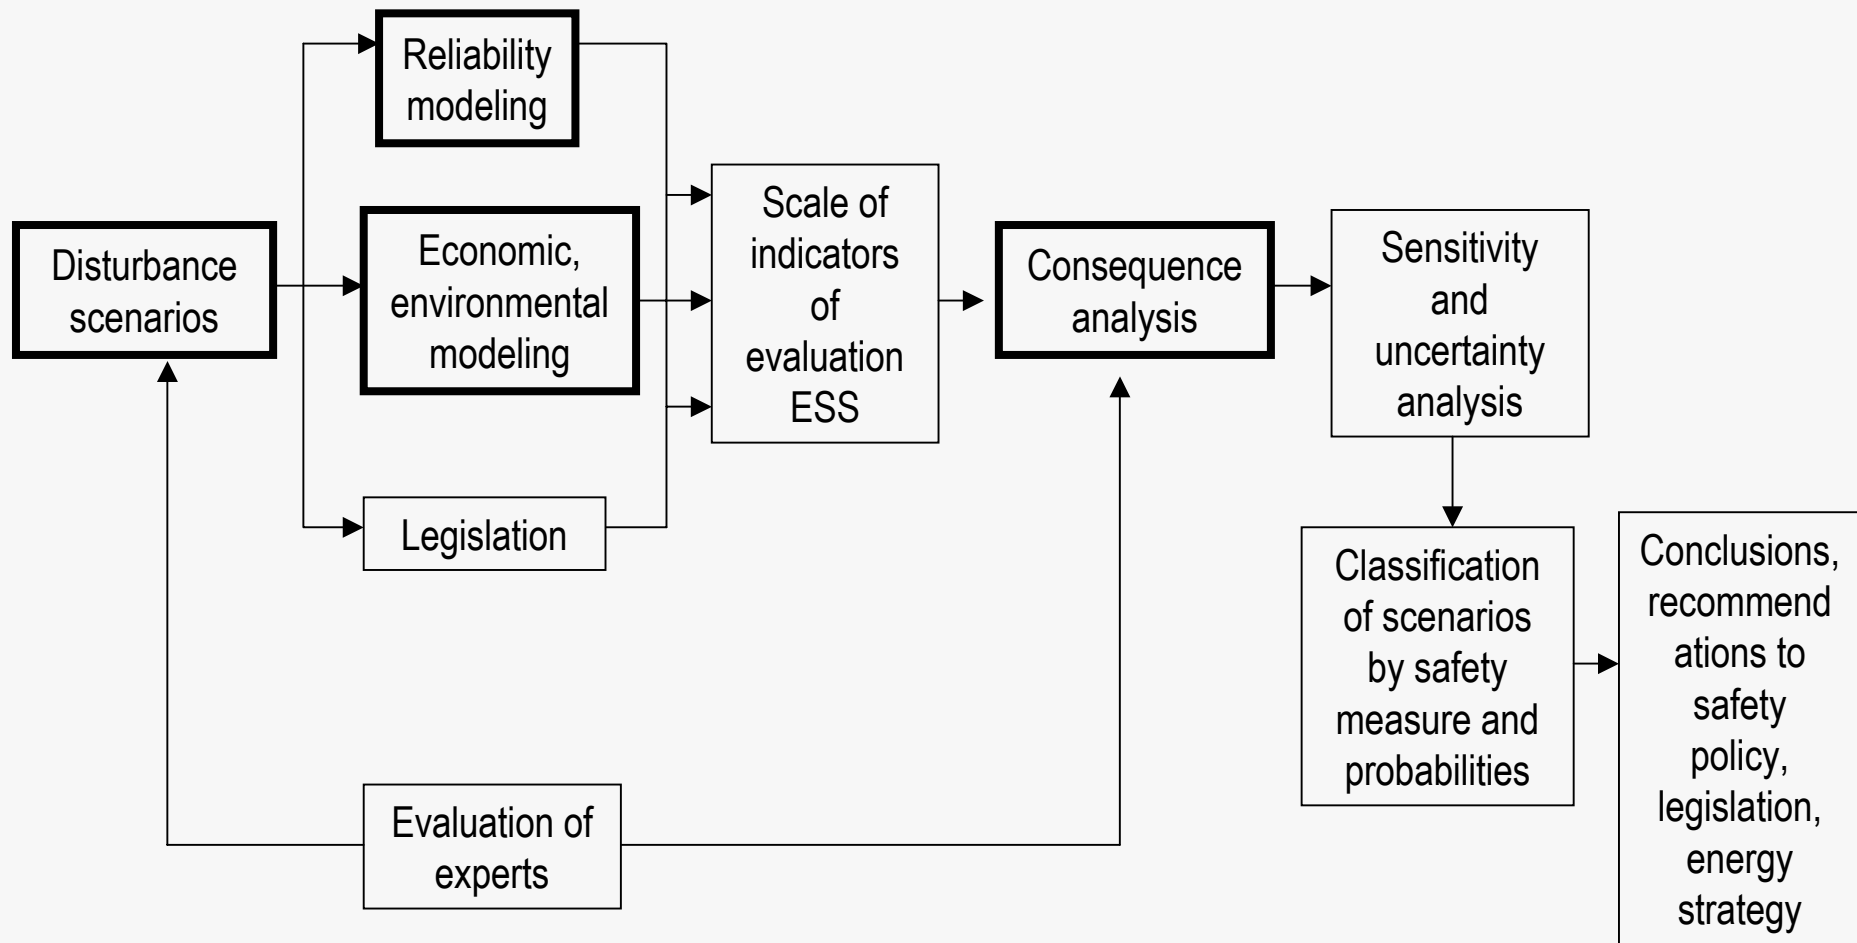 Reliability
modeling
Disturbance
scenarios
Economic,
environmental
modeling
Legislation
Evaluation of
experts
Scale of
indicators
of
evaluation
ESS
Consequence
analysis
Sensitivity
and
uncertainty
analysis
Classification
of scenarios
by safety
measure and
probabilities
Conclusions,
recommend
ations to
safety
policy,
legislation,
energy
strategy